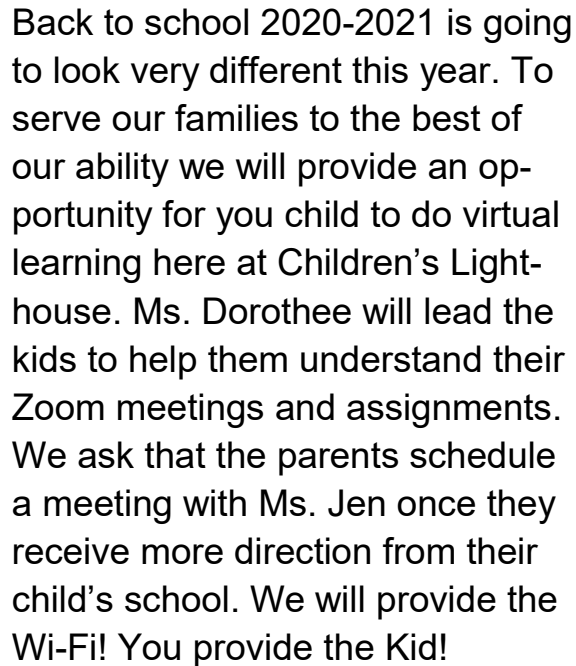 Back to school 2020-2021 is going
to look very different this year. To
serve our families to the best of
our ability we will provide an op-
portunity for you child to do virtual
learning here at Children’s Light-
house. Ms. Dorothee will lead the
kids to help them understand their
Zoom meetings and assignments.
We ask that the parents schedule
a meeting with Ms. Jen once they
receive more direction from their
child’s school. We will provide the
Wi-Fi! You provide the Kid!